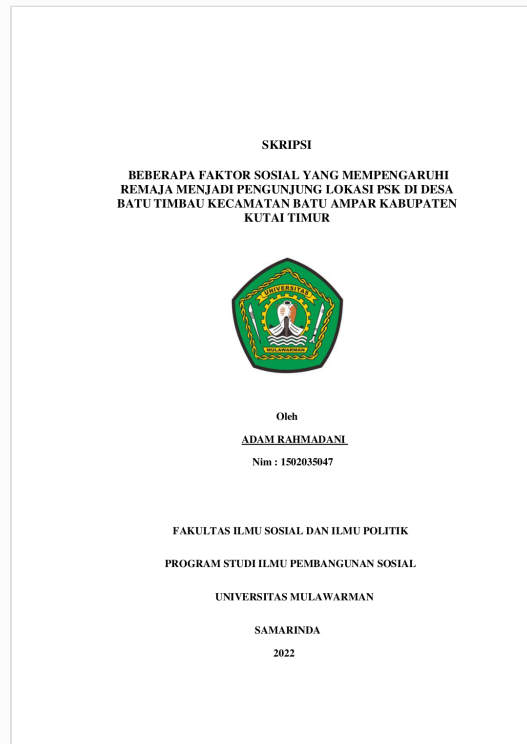 SKRIPSI
BEBERAPA FAKTOR SOSIAL YANG MEMPENGARUHI
REMAJA MENJADI PENGUNJUNG LOKASI PSK DI DESA
BATU TIMBAU KECAMATAN BATU AMPAR KABUPATEN
KUTAI TIMUR
UNIVERSITAS
MULAWARMAN
Oleh
ADAM RAHMADANI
Nim : 1502035047
FAKULTAS ILMU SOSIAL DAN ILMU POLITIK
PROGRAM STUDI ILMU PEMBANGUNAN SOSIAL
UNIVERSITAS MULAWARMAN
SAMARINDA
2022